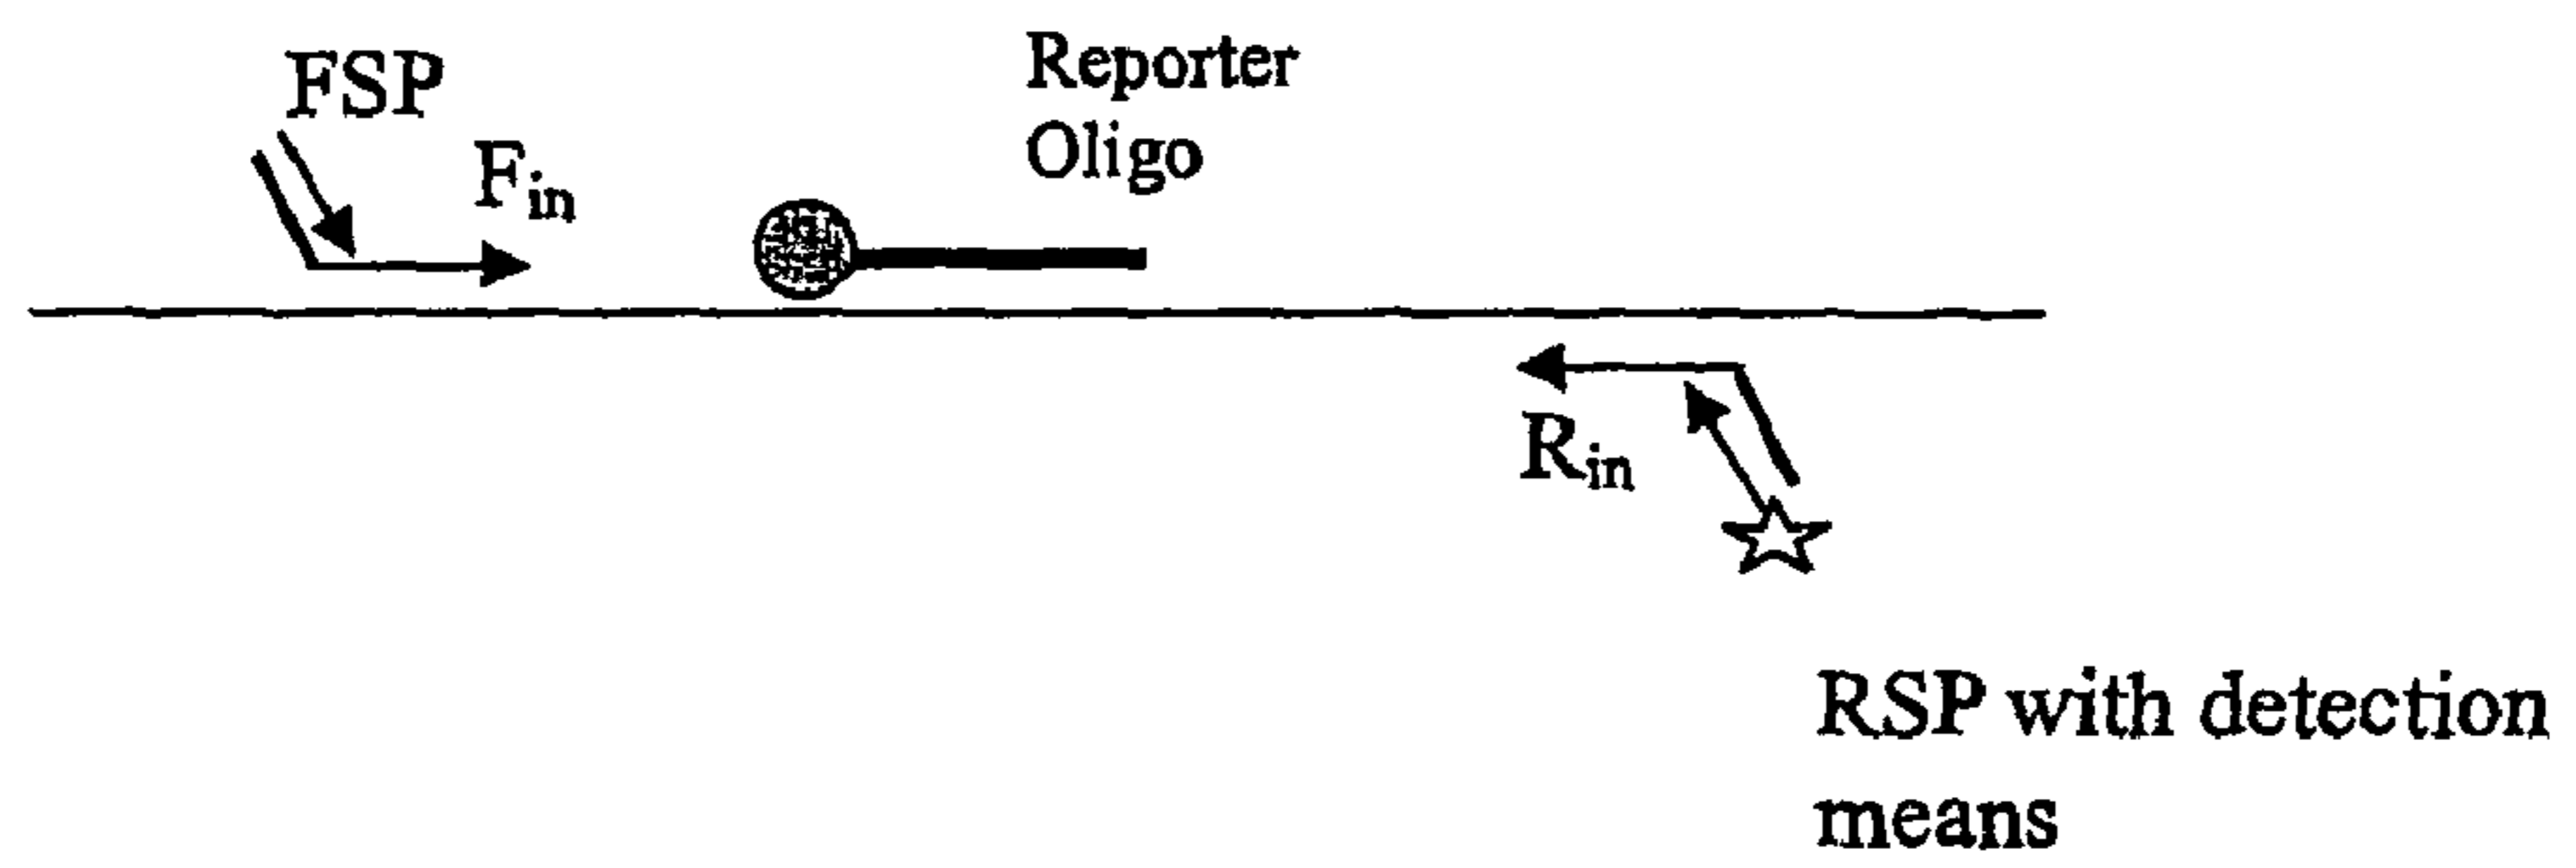 FSP
F_in
Reporter
Oligo
R_in
RSP with detection
means